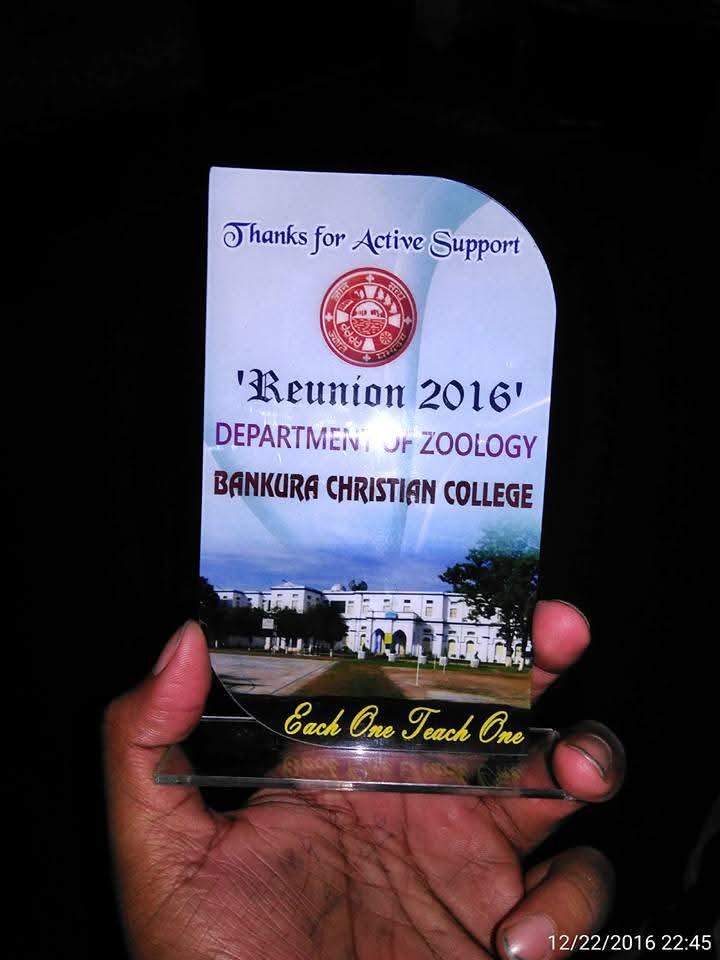 Thanks for Active Support
'Reunion 2016'
DEPARTMENT OF ZOOLOGY
BANKURA CHRISTIAN COLLEGE
Each One Teach One
12/22/2016 22:45